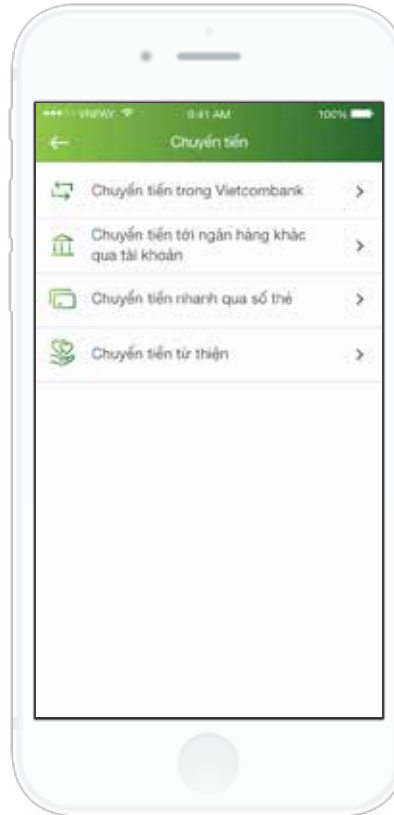 9:41 AM 100%
Chuyển tiền
Chuyển tiền trong Vietcombank
Chuyển tiền tới ngân hàng khác
qua tài khoản
Chuyển tiền nhanh qua số thẻ
Chuyển tiền từ thiện